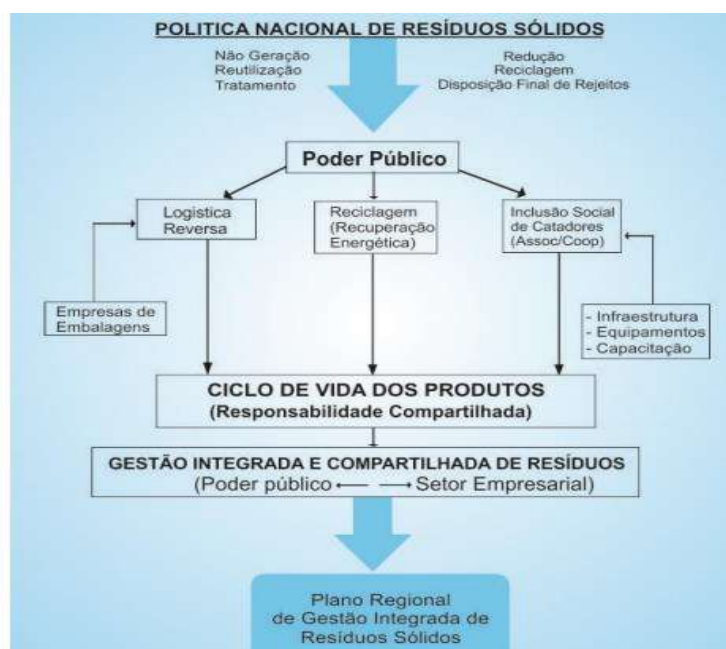 POLITICA NACIONAL DE RESÍDUOS SÓLIDOS
Não Geração
Reutilização
Tratamento
Redução
Reciclagem
Disposição Final de Rejeitos
Poder Público
Logistica
Reversa
Reciclagem
(Recuperação
Energética)
Inclusão Social
de Catadores
(Assoc/Coop)
Empresas de
Embalagens
- Infraestrutura
- Equipamentos
- Capacitação
CICLO DE VIDA DOS PRODUTOS
(Responsabilidade Compartilhada)
GESTÃO INTEGRADA E COMPARTILHADA DE RESÍDUOS
(Poder público Setor Empresarial)
Plano Regional
de Gestão Integrada de
Resíduos Sólidos